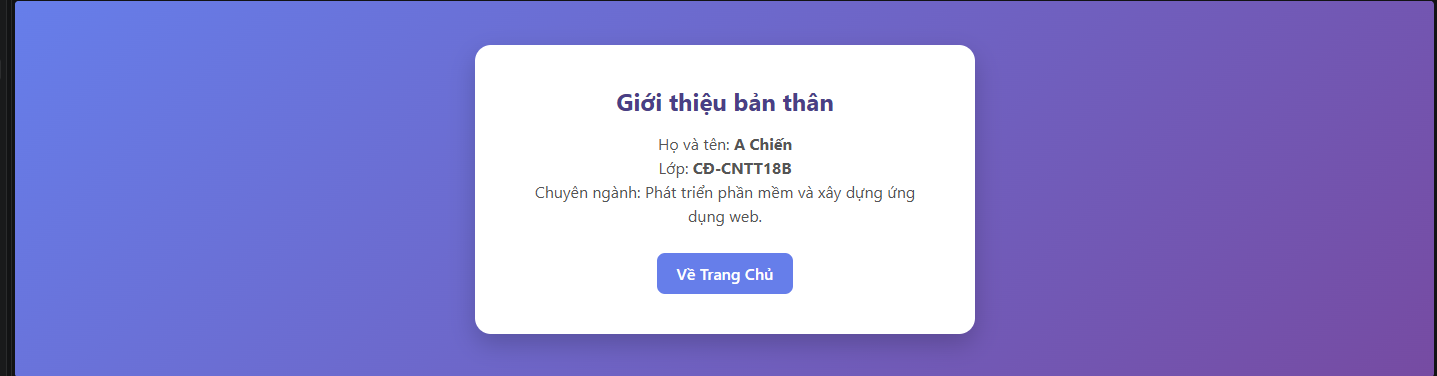 Giới thiệu bản thân
Họ và tên: A Chiến
Lớp: CĐ-CNTT18B
Chuyên ngành: Phát triển phần mềm và xây dựng ứng
dụng web.
Về Trang Chủ